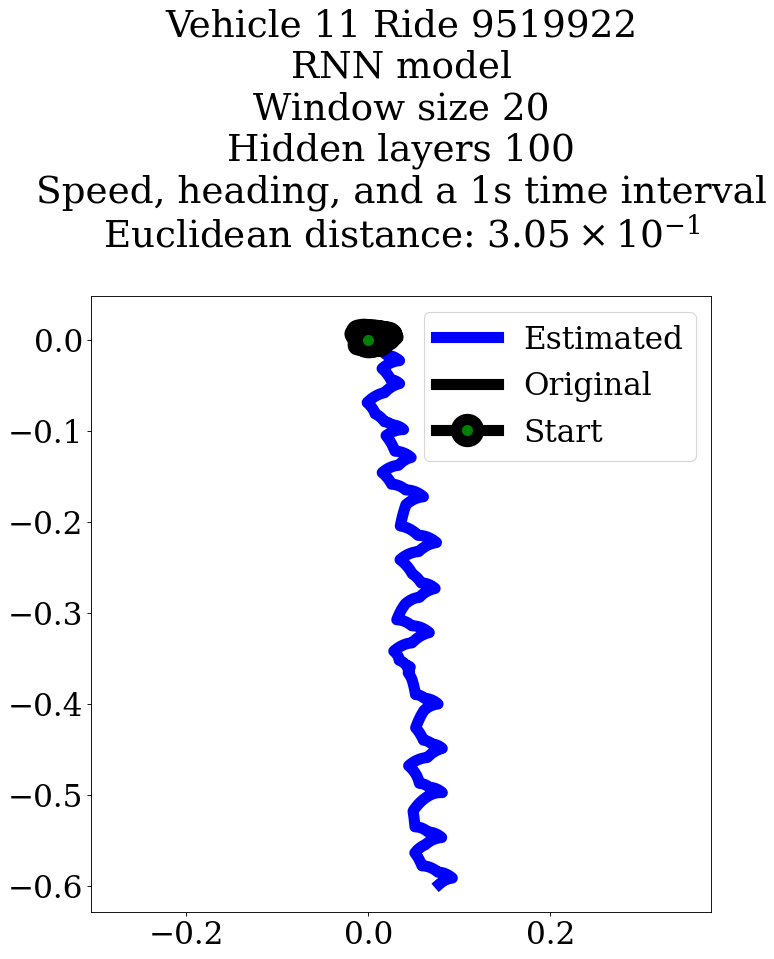 Vehicle 11 Ride 9519922
RNN model
Window size 20
Hidden layers 100
Speed, heading, and a 1s time interval
Euclidean distance: 3.05 × 10⁻¹
Estimated
Original
Start
0.0
−0.1
−0.2
−0.3
−0.4
−0.5
−0.6
−0.2
0.0
0.2